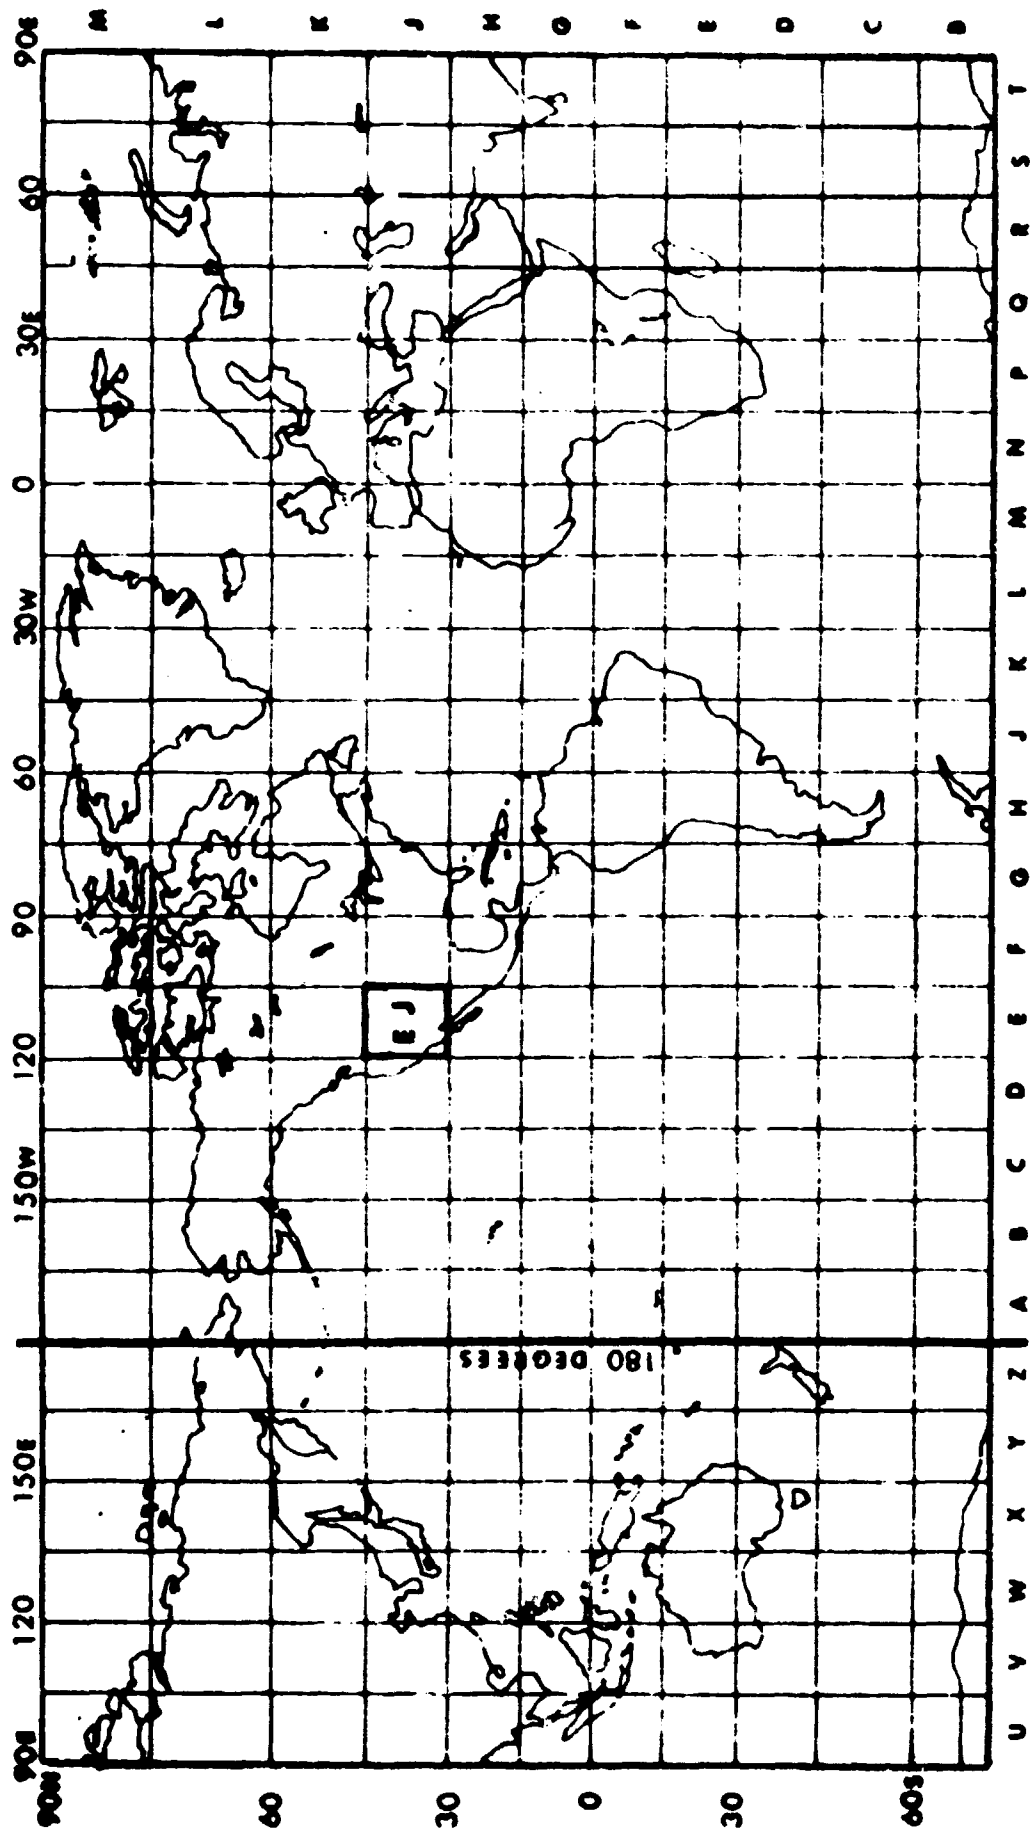 90E 120 150E 150W 120 90 60 30W 0 30E 60 90E
90N
60
30
0
30
60S
M
L
K
J
H
G
F
E
D
C
B
EJ
180 DEGREES
U V W X Y Z A B C D E F G H J K L M N P Q R S T